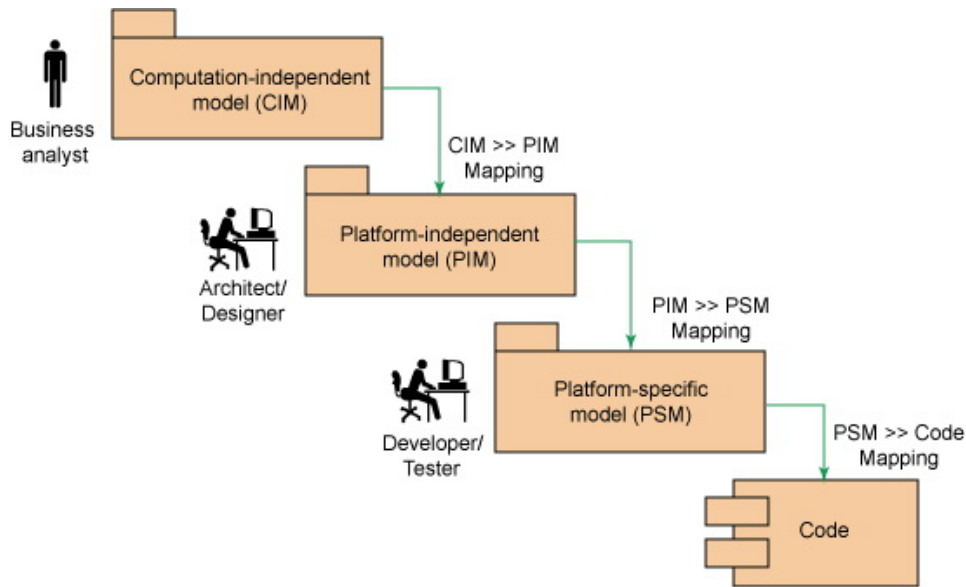 Computation-independent
model (CIM)
Business
analyst
CIM >> PIM
Mapping
Platform-independent
model (PIM)
Architect/
Designer
PIM >> PSM
Mapping
Platform-specific
model (PSM)
Developer/
Tester
PSM >> Code
Mapping
Code